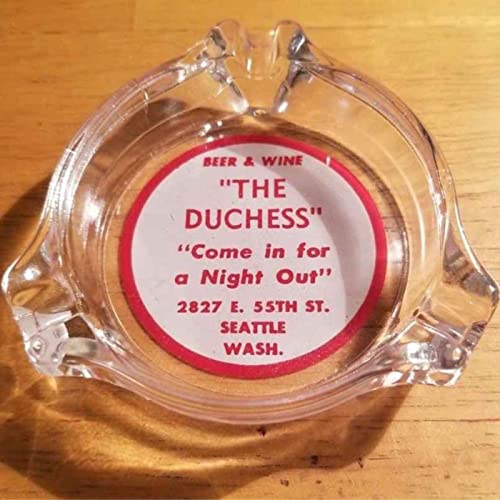 BEER & WINE
"THE
DUCHESS"
"Come in for
a Night Out"
2827 E. 55TH ST.
SEATTLE
WASH.